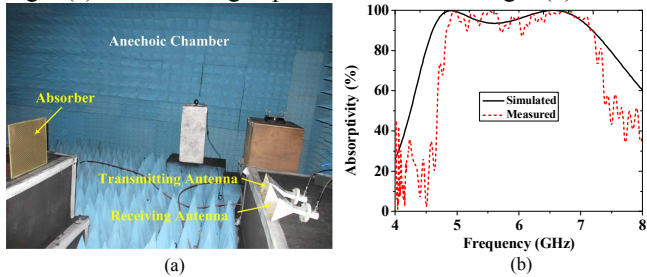 Anechoic Chamber
Absorber
Transmitting Antenna
Receiving Antenna
(a)
100
80
60
40
20
0
Absorptivity (%)
Simulated
Measured
4
5
6
7
8
Frequency (GHz)
(b)